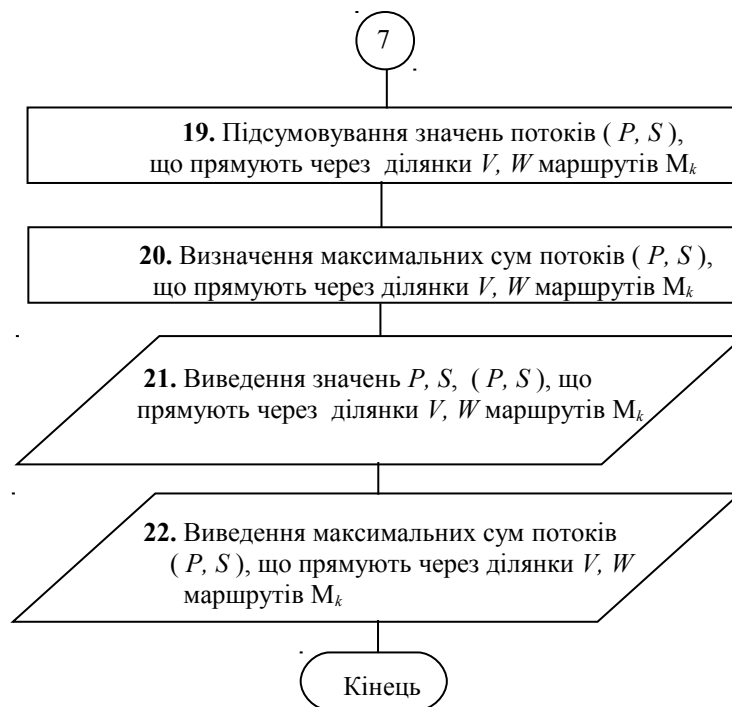 7
19. Підсумовування значень потоків ( P, S ),
що прямують через ділянки V, W маршрутів Mk
20. Визначення максимальних сум потоків ( P, S ),
що прямують через ділянки V, W маршрутів Mk
21. Виведення значень P, S, ( P, S ), що
прямують через ділянки V, W маршрутів Mk
22. Виведення максимальних сум потоків
( P, S ), що прямують через ділянки V, W
маршрутів Mk
Кінець